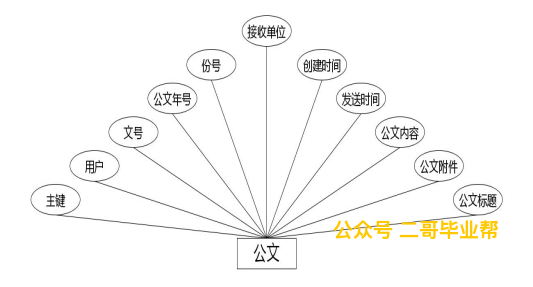 接收单位
份号
创建时间
公文年号
发送时间
文号
公文内容
用户
公文附件
主键
公文标题
公众号 二哥毕业帮
公文